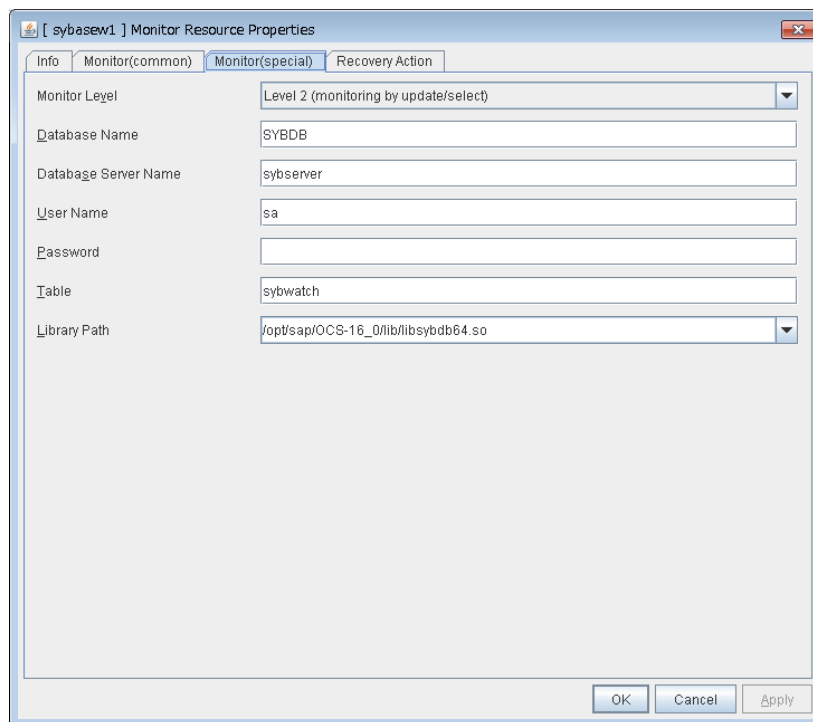 [ sybasew1 ] Monitor Resource Properties
Info Monitor(common) Monitor(special) Recovery Action
Monitor Level Level 2 (monitoring by update/select)
Database Name SYBDB
Database Server Name sybserver
User Name sa
Password
Table sybwatch
Library Path /opt/sap/OCS-16_0/lib/libsybdb64.so
OK Cancel Apply